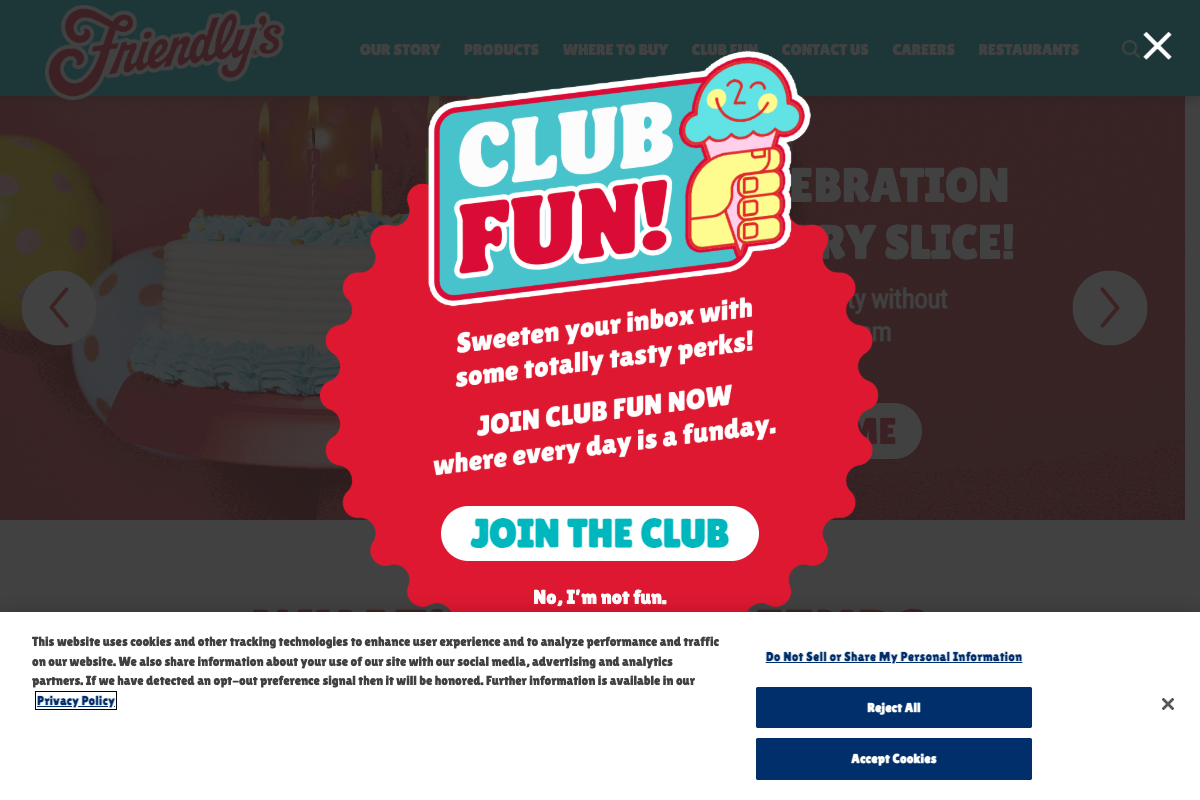 Friendly's
OUR STORY PRODUCTS WHERE TO BUY CLUB FUN CONTACT US CAREERS RESTAURANTS
CLUB
FUN!
EBRATION
RY SLICE!
ty without
am
ME
Sweeten your inbox with
some totally tasty perks!
JOIN CLUB FUN NOW
where every day is a funday.
JOIN THE CLUB
No, I'm not fun.
This website uses cookies and other tracking technologies to enhance user experience and to analyze performance and traffic
on our website. We also share information about your use of our site with our social media, advertising and analytics
partners. If we have detected an opt-out preference signal then it will be honored. Further information is available in our
Privacy Policy
Do Not Sell or Share My Personal Information
Reject All
Accept Cookies